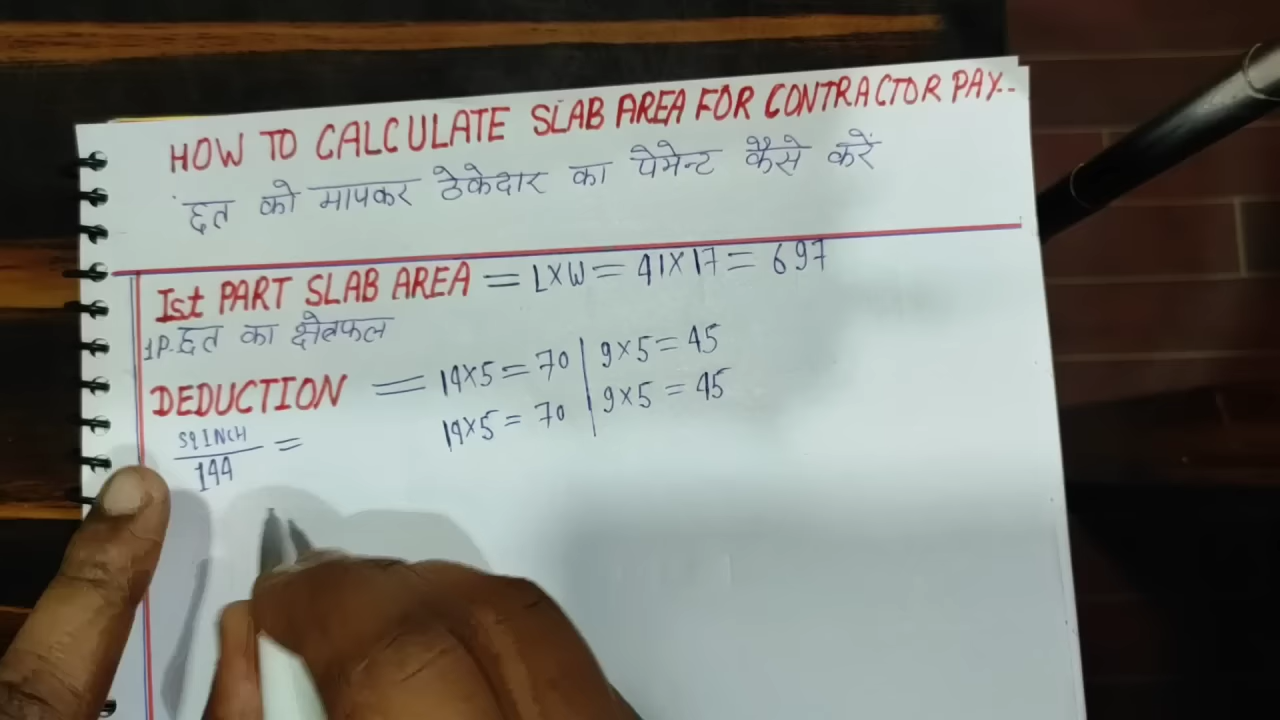 HOW TO CALCULATE SLAB AREA FOR CONTRACTOR PAY..
छत को मापकर ठेकेदार का पेमेन्ट कैसे करें
Ist PART SLAB AREA = L×W = 41×17 = 697
1P. छत का क्षेत्रफल
DEDUCTION = 14×5 = 70 | 9×5 = 45
14×5 = 70 | 9×5 = 45
SQ INCH
144 =